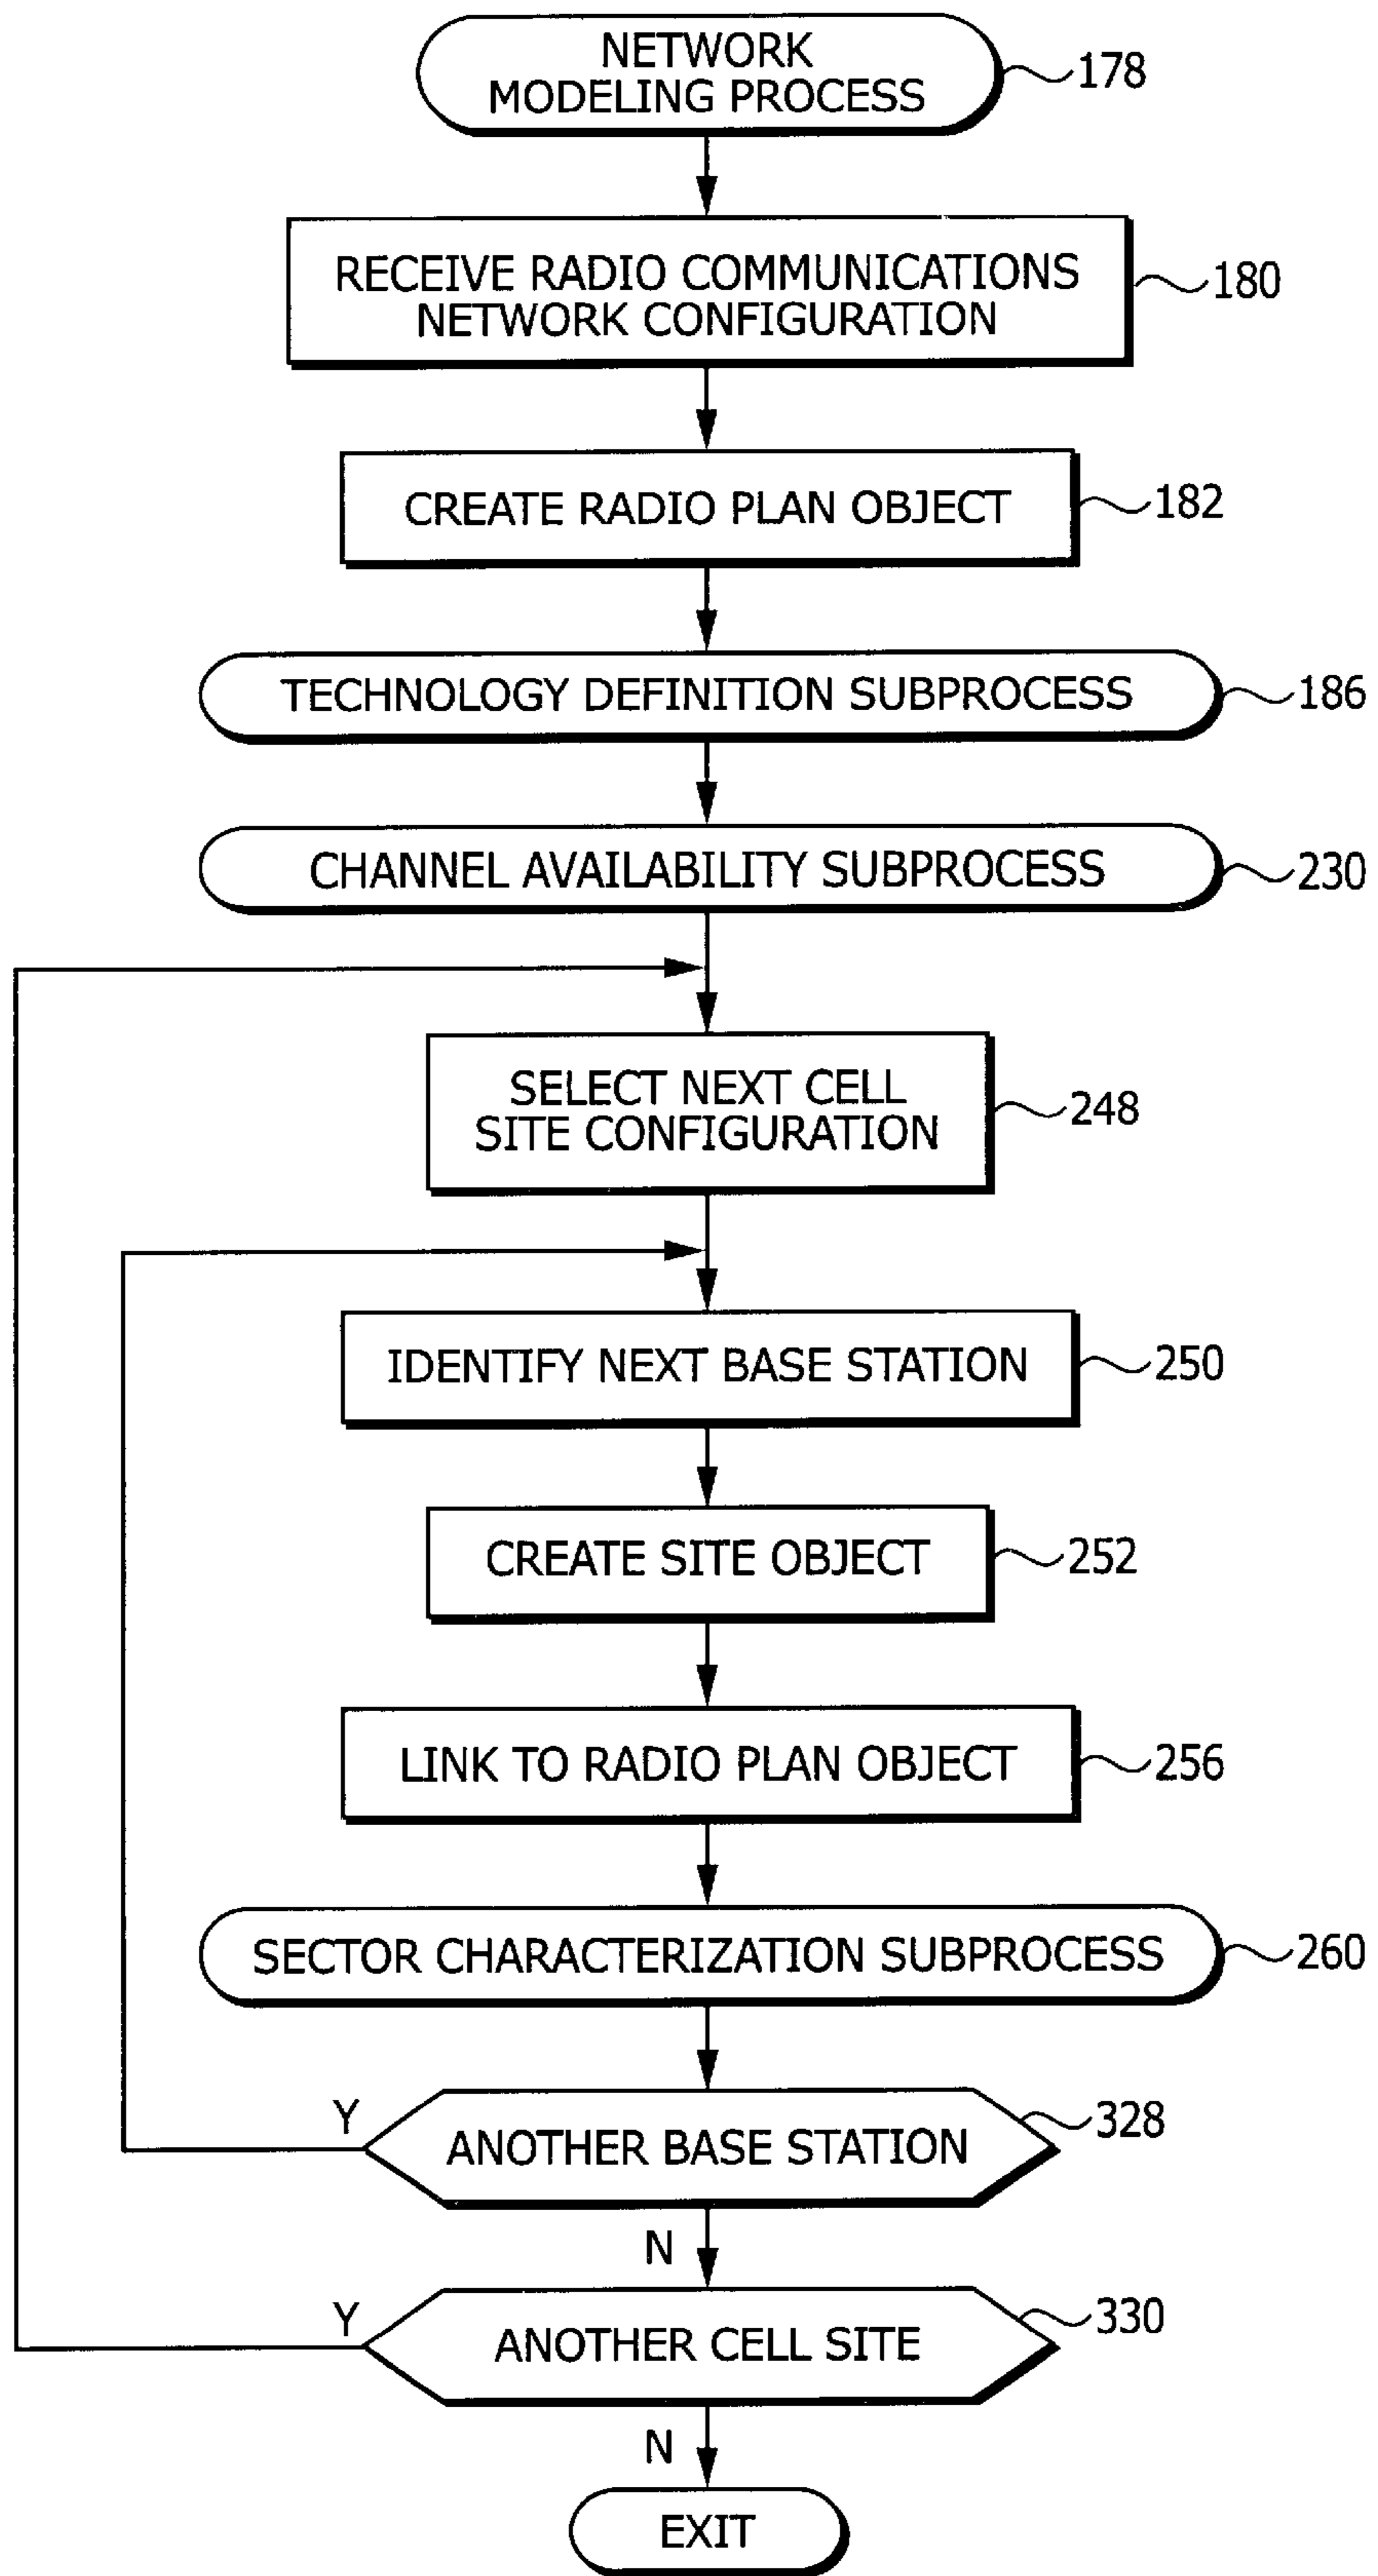 NETWORK
MODELING PROCESS
178
RECEIVE RADIO COMMUNICATIONS
NETWORK CONFIGURATION
180
CREATE RADIO PLAN OBJECT
182
TECHNOLOGY DEFINITION SUBPROCESS
186
CHANNEL AVAILABILITY SUBPROCESS
230
SELECT NEXT CELL
SITE CONFIGURATION
248
IDENTIFY NEXT BASE STATION
250
CREATE SITE OBJECT
252
LINK TO RADIO PLAN OBJECT
256
SECTOR CHARACTERIZATION SUBPROCESS
260
Y
ANOTHER BASE STATION
328
N
Y
ANOTHER CELL SITE
330
N
EXIT